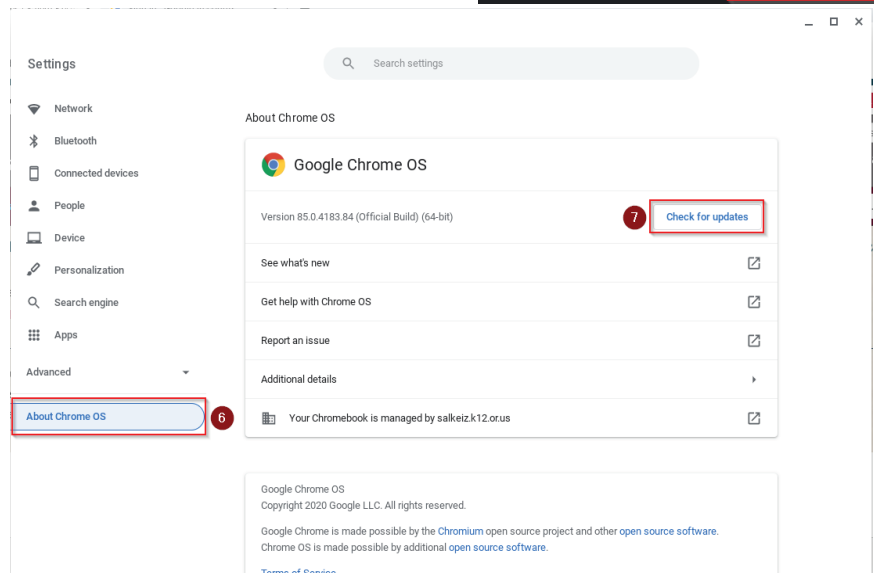 Settings
Search settings
Network
Bluetooth
Connected devices
People
Device
Personalization
Search engine
Apps
Advanced
About Chrome OS
6
About Chrome OS
Google Chrome OS
Version 85.0.4183.84 (Official Build) (64-bit)
7
Check for updates
See what's new
Get help with Chrome OS
Report an issue
Additional details
Your Chromebook is managed by salkeiz.k12.or.us
Google Chrome OS
Copyright 2020 Google LLC. All rights reserved.
Google Chrome is made possible by the Chromium open source project and other open source software.
Chrome OS is made possible by additional open source software.
Terms of Service